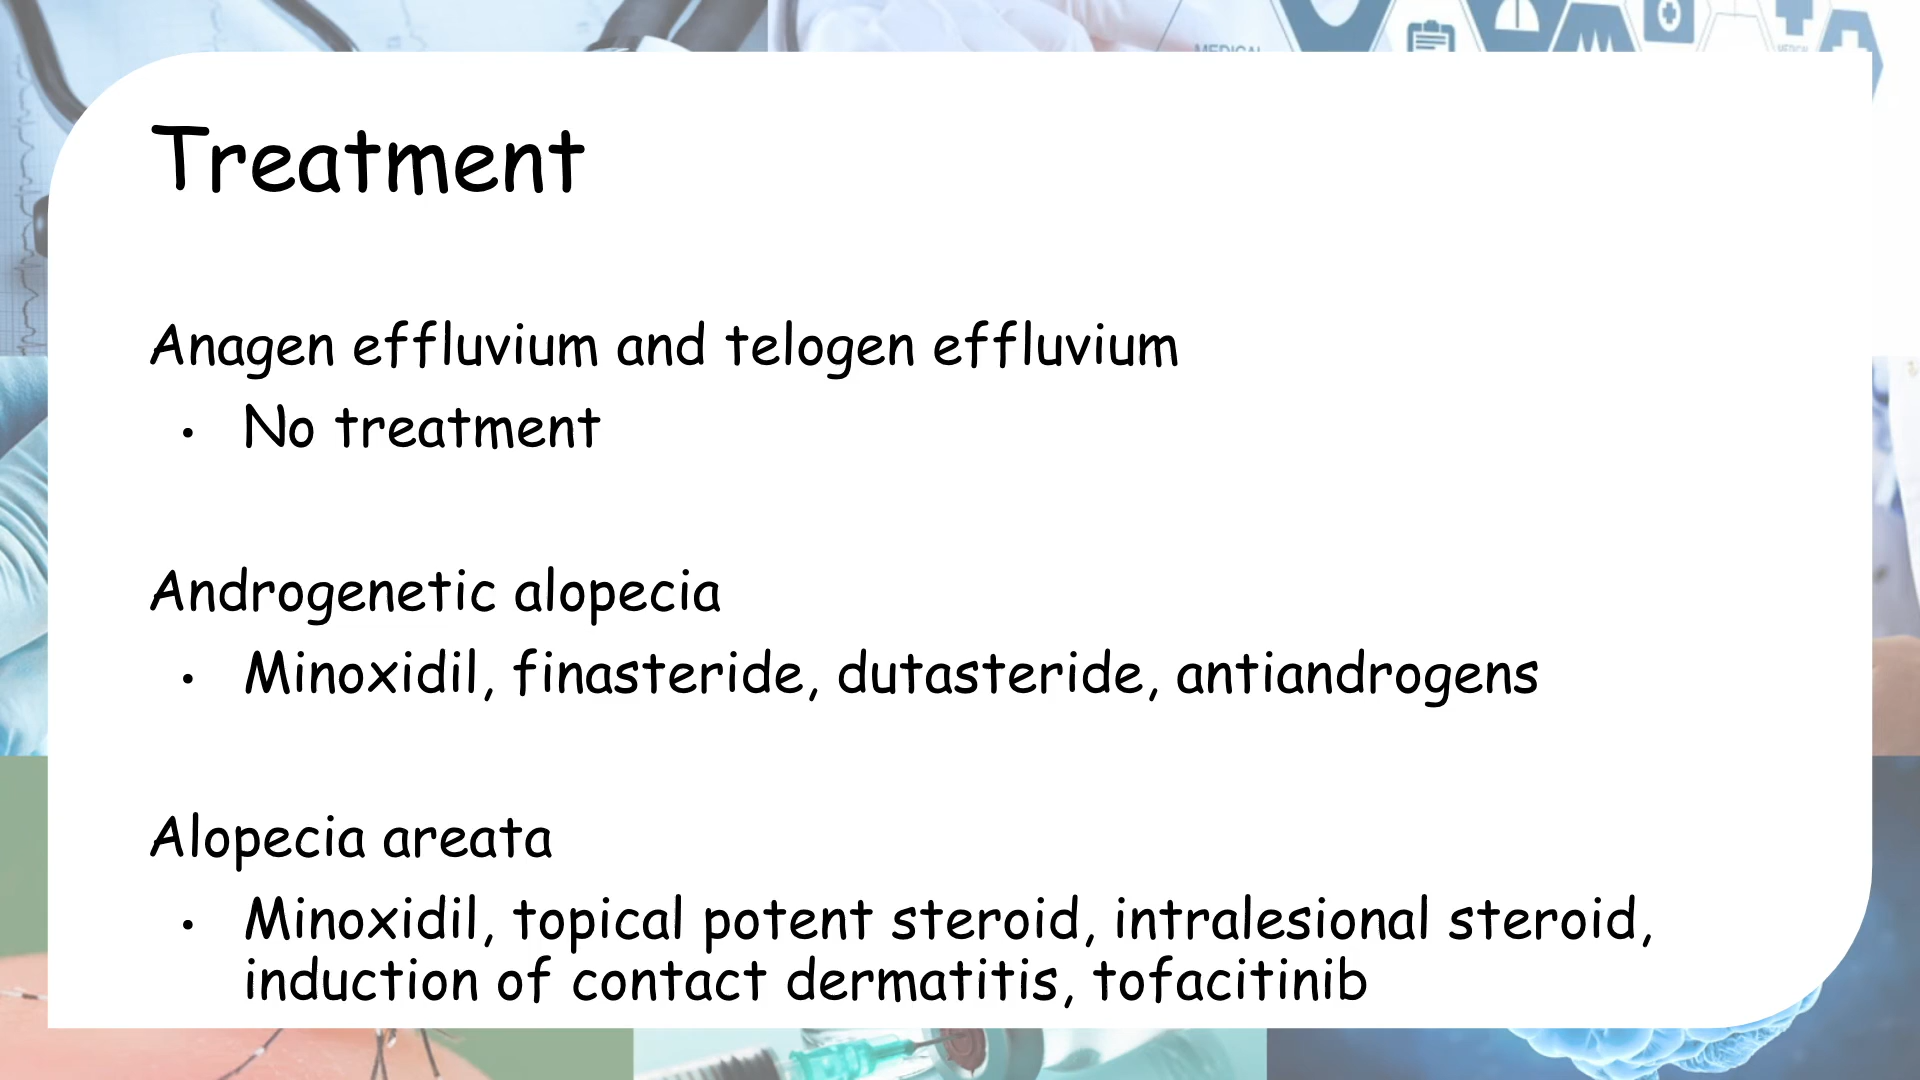 MEDICAL
Treatment
Anagen effluvium and telogen effluvium
• No treatment
Androgenetic alopecia
• Minoxidil, finasteride, dutasteride, antiandrogens
Alopecia areata
• Minoxidil, topical potent steroid, intralesional steroid,
induction of contact dermatitis, tofacitinib